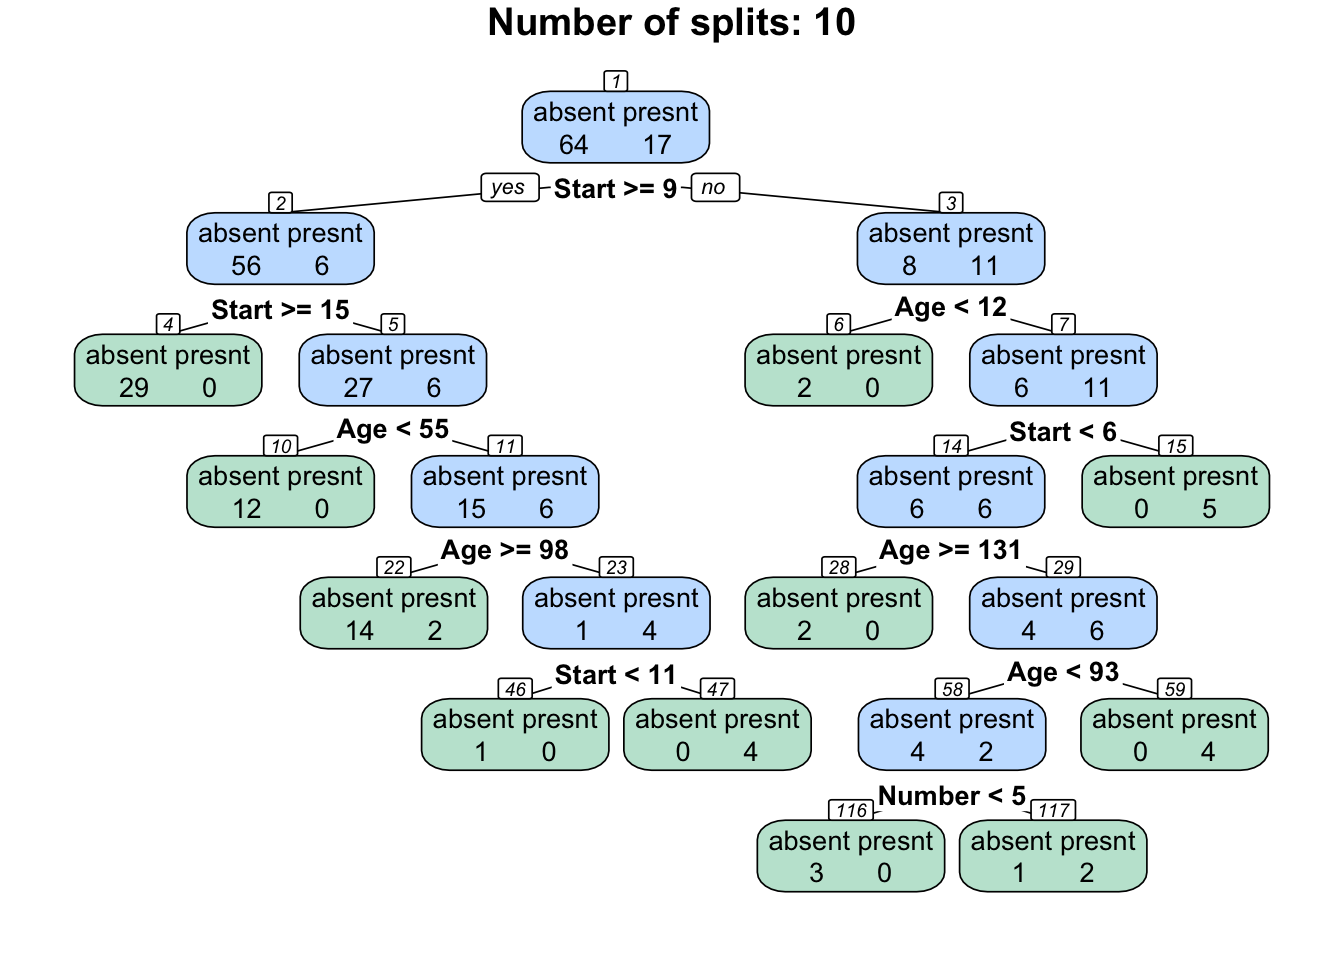 Number of splits: 10
1
absent presnt
64 17
yes Start >= 9 no
2
absent presnt
56 6
3
absent presnt
8 11
Start >= 15
Age < 12
4
absent presnt
29 0
5
absent presnt
27 6
6
absent presnt
2 0
7
absent presnt
6 11
Age < 55
Start < 6
10
absent presnt
12 0
11
absent presnt
15 6
14
absent presnt
6 6
15
absent presnt
0 5
Age >= 98
Age >= 131
22
absent presnt
14 2
23
absent presnt
1 4
28
absent presnt
2 0
29
absent presnt
4 6
Start < 11
Age < 93
46
absent presnt
1 0
47
absent presnt
0 4
58
absent presnt
4 2
59
absent presnt
0 4
Number < 5
116
absent presnt
3 0
117
absent presnt
1 2